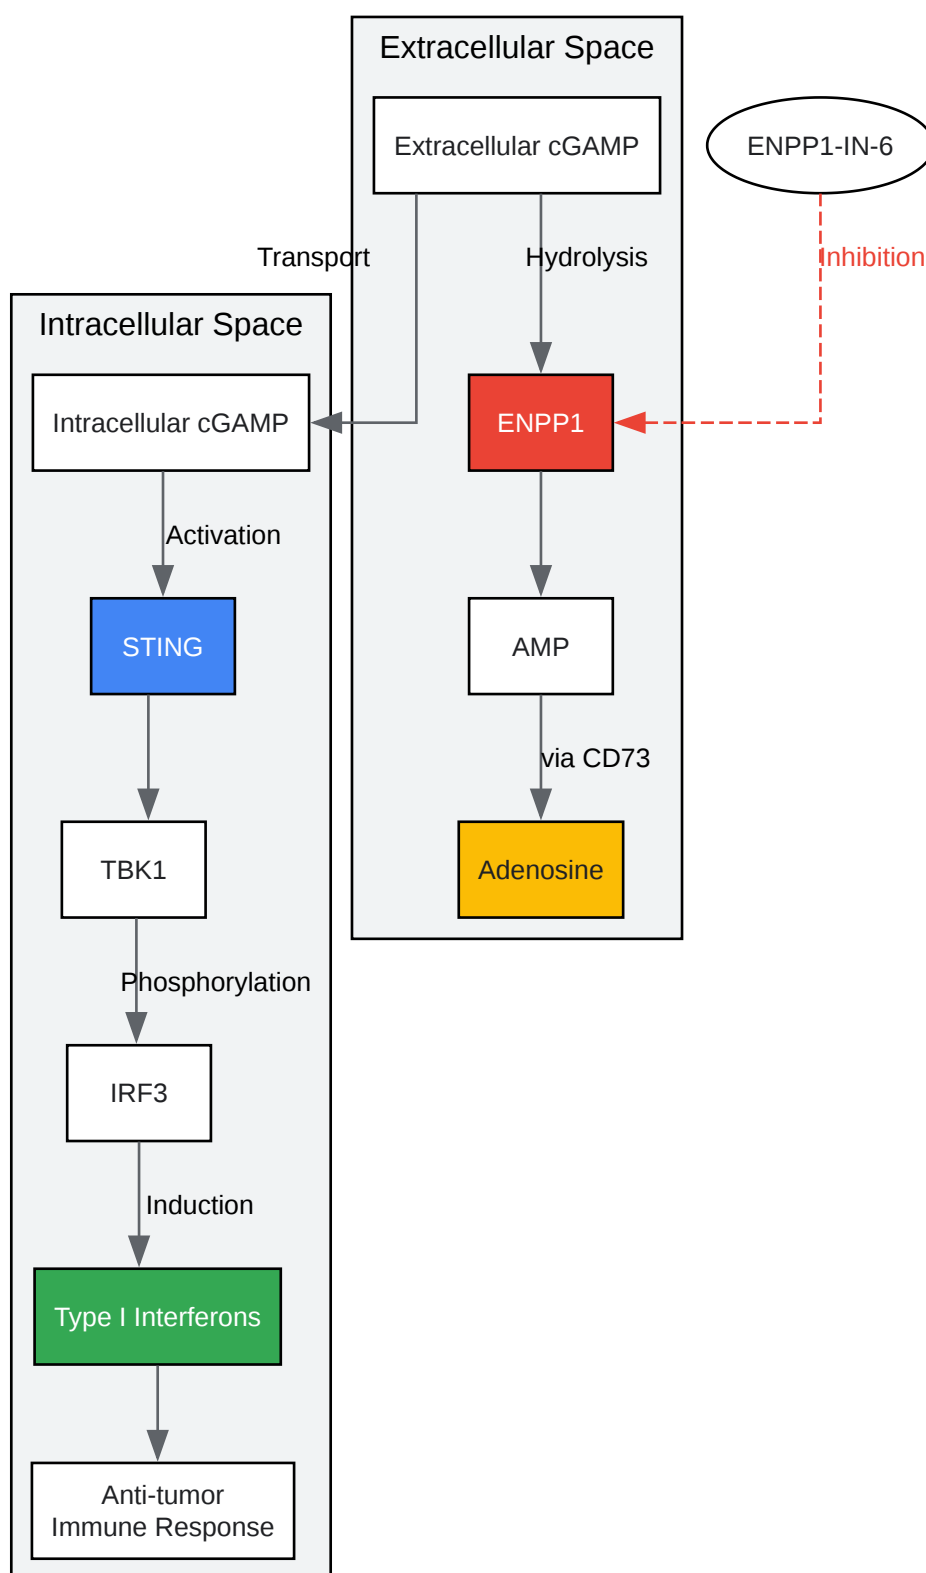 Extracellular Space
Extracellular cGAMP
ENPP1-IN-6
Transport
Hydrolysis
Inhibition
Intracellular Space
Intracellular cGAMP
ENPP1
Activation
STING
AMP
via CD73
TBK1
Adenosine
Phosphorylation
IRF3
Induction
Type I Interferons
Anti-tumor
Immune Response